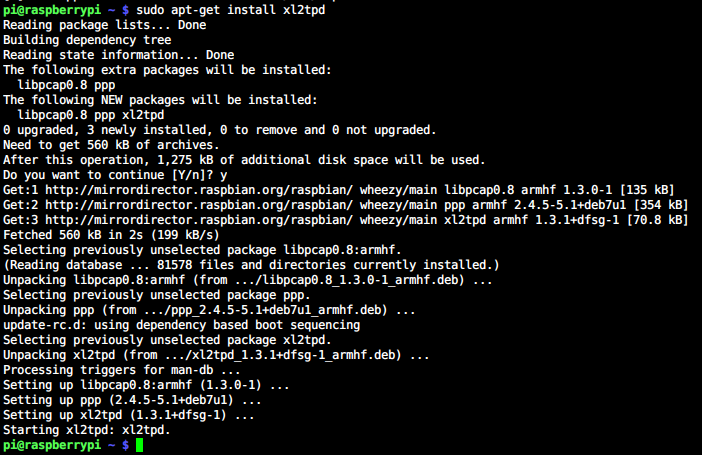 pi@raspberrypi ~ $ sudo apt-get install xl2tpd
Reading package lists... Done
Building dependency tree
Reading state information... Done
The following extra packages will be installed:
  libpcap0.8 ppp
The following NEW packages will be installed:
  libpcap0.8 ppp xl2tpd
0 upgraded, 3 newly installed, 0 to remove and 0 not upgraded.
Need to get 560 kB of archives.
After this operation, 1,275 kB of additional disk space will be used.
Do you want to continue [Y/n]? y
Get:1 http://mirrordirector.raspbian.org/raspbian/ wheezy/main libpcap0.8 armhf 1.3.0-1 [135 kB]
Get:2 http://mirrordirector.raspbian.org/raspbian/ wheezy/main ppp armhf 2.4.5-5.1+deb7u1 [354 kB]
Get:3 http://mirrordirector.raspbian.org/raspbian/ wheezy/main xl2tpd armhf 1.3.1+dfsg-1 [70.8 kB]
Fetched 560 kB in 2s (199 kB/s)
Selecting previously unselected package libpcap0.8:armhf.
(Reading database ... 81578 files and directories currently installed.)
Unpacking libpcap0.8:armhf (from .../libpcap0.8_1.3.0-1_armhf.deb) ...
Selecting previously unselected package ppp.
Unpacking ppp (from .../ppp_2.4.5-5.1+deb7u1_armhf.deb) ...
update-rc.d: using dependency based boot sequencing
Selecting previously unselected package xl2tpd.
Unpacking xl2tpd (from .../xl2tpd_1.3.1+dfsg-1_armhf.deb) ...
Processing triggers for man-db ...
Setting up libpcap0.8:armhf (1.3.0-1) ...
Setting up ppp (2.4.5-5.1+deb7u1) ...
Setting up xl2tpd (1.3.1+dfsg-1) ...
Starting xl2tpd: xl2tpd.
pi@raspberrypi ~ $